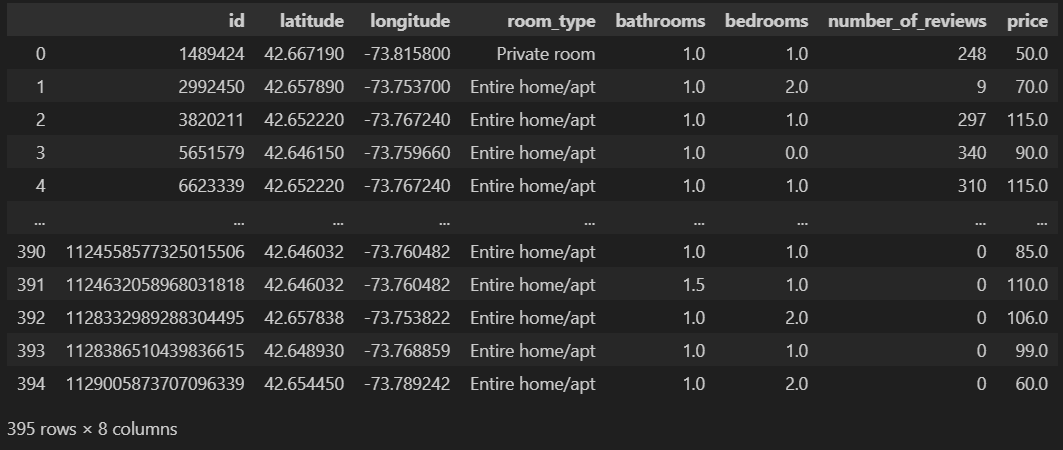 id latitude longitude room_type bathrooms bedrooms number_of_reviews price
0 1489424 42.667190 -73.815800 Private room 1.0 1.0 248 50.0
1 2992450 42.657890 -73.753700 Entire home/apt 1.0 2.0 9 70.0
2 3820211 42.652220 -73.767240 Entire home/apt 1.0 1.0 297 115.0
3 5651579 42.646150 -73.759660 Entire home/apt 1.0 0.0 340 90.0
4 6623339 42.652220 -73.767240 Entire home/apt 1.0 1.0 310 115.0
... ... ... ... ... ... ... ... ...
390 1124558577325015506 42.646032 -73.760482 Entire home/apt 1.0 1.0 0 85.0
391 1124632058968031818 42.646032 -73.760482 Entire home/apt 1.5 1.0 0 110.0
392 1128332989288304495 42.657838 -73.753822 Entire home/apt 1.0 2.0 0 106.0
393 1128386510439836615 42.648930 -73.768859 Entire home/apt 1.0 1.0 0 99.0
394 1129005873707096339 42.654450 -73.789242 Entire home/apt 1.0 2.0 0 60.0
395 rows × 8 columns